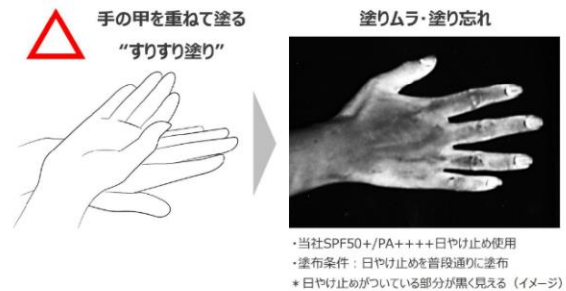 手の甲を重ねて塗る
“すりすり塗り”
塗りムラ・塗り忘れ
・当社SPF50+/PA++++日やけ止め使用
・塗布条件：日やけ止めを普段通りに塗布
＊日やけ止めがついている部分が黒く見える（イメージ）